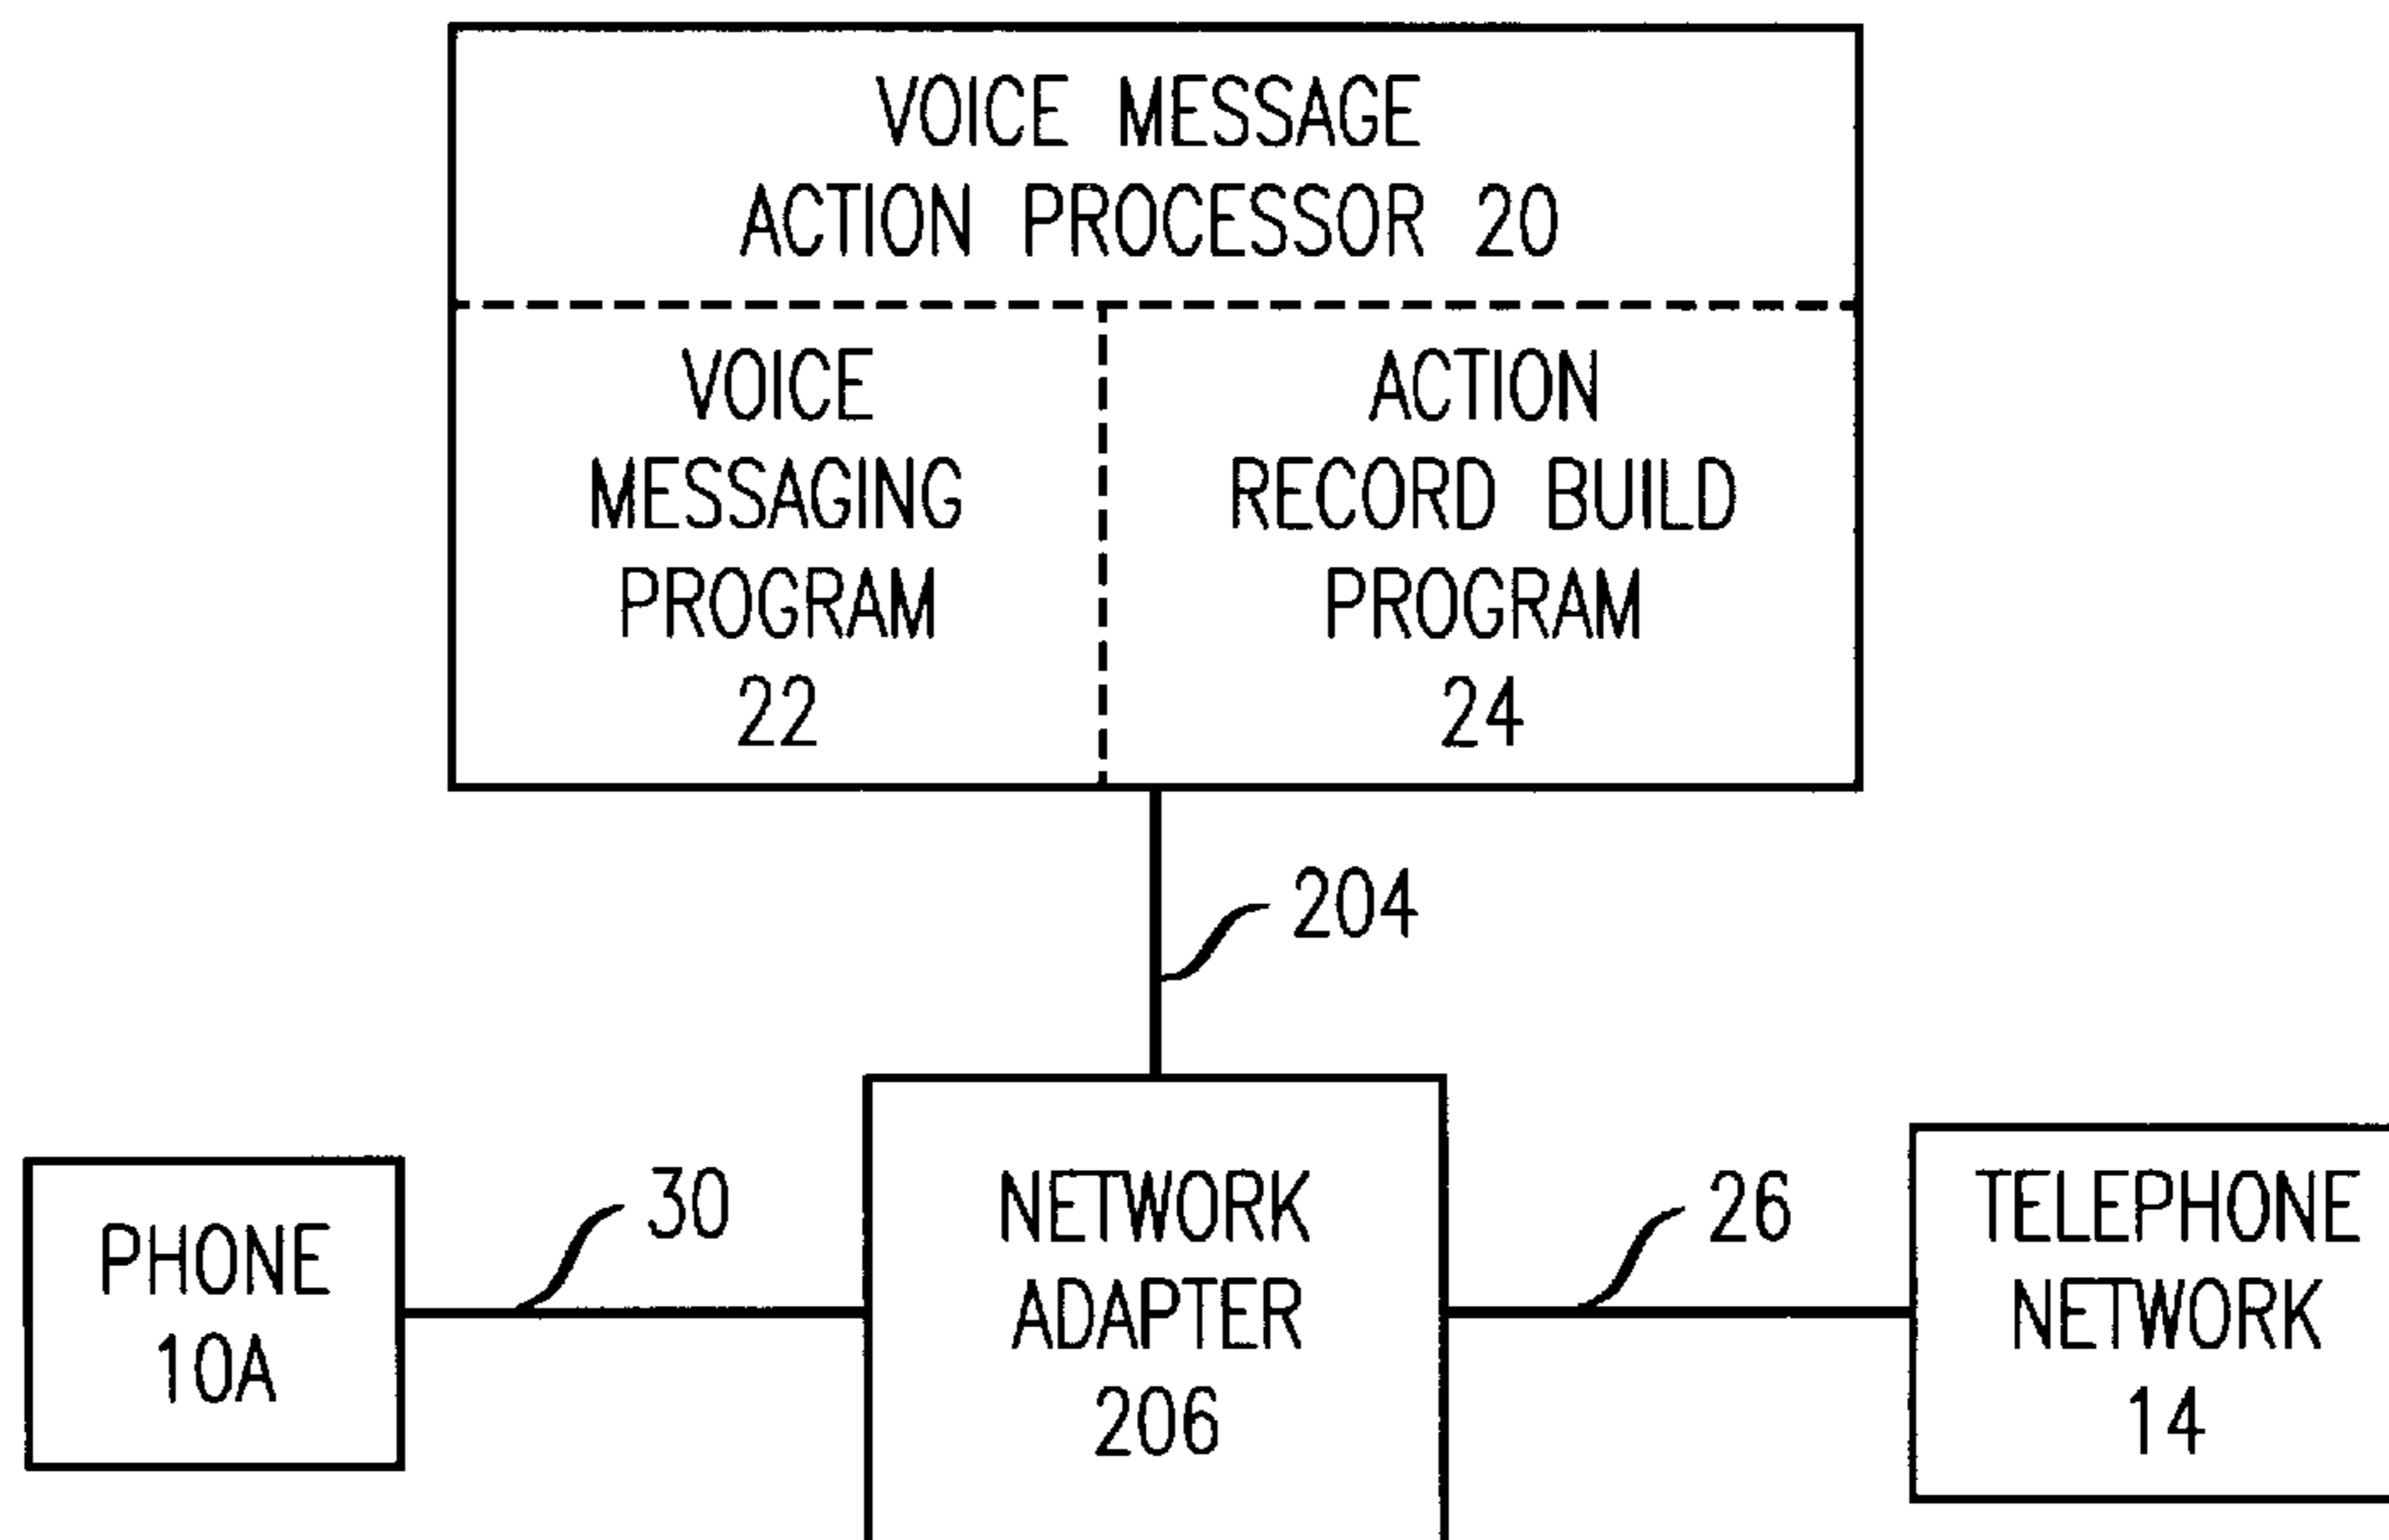 VOICE MESSAGE
ACTION PROCESSOR 20
VOICE
MESSAGING
PROGRAM
22
ACTION
RECORD BUILD
PROGRAM
24
204
PHONE
10A
30
NETWORK
ADAPTER
206
26
TELEPHONE
NETWORK
14